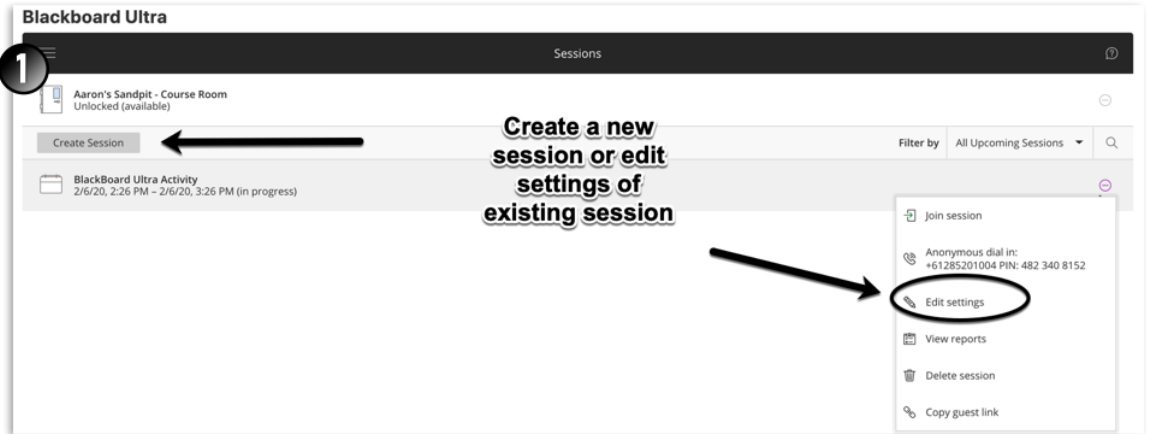 Blackboard Ultra
1
Sessions
Aaron's Sandpit - Course Room
Unlocked (available)
Create Session
Create a new
session or edit
settings of
existing session
Filter by All Upcoming Sessions
BlackBoard Ultra Activity
2/6/20, 2:26 PM – 2/6/20, 3:26 PM (in progress)
Join session
Anonymous dial in:
+61285201004 PIN: 482 340 8152
Edit settings
View reports
Delete session
Copy guest link